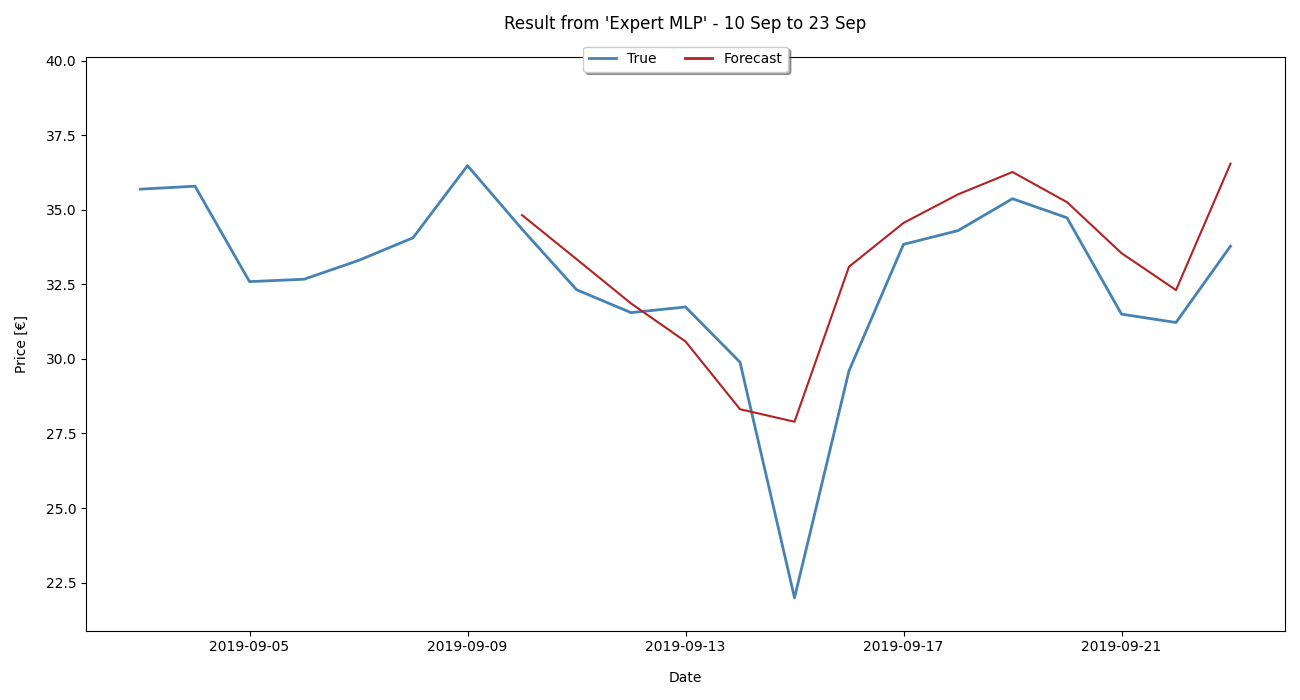 Result from 'Expert MLP' - 10 Sep to 23 Sep
True Forecast
40.0
37.5
35.0
32.5
30.0
27.5
25.0
22.5
Price [€]
2019-09-05 2019-09-09 2019-09-13 2019-09-17 2019-09-21
Date